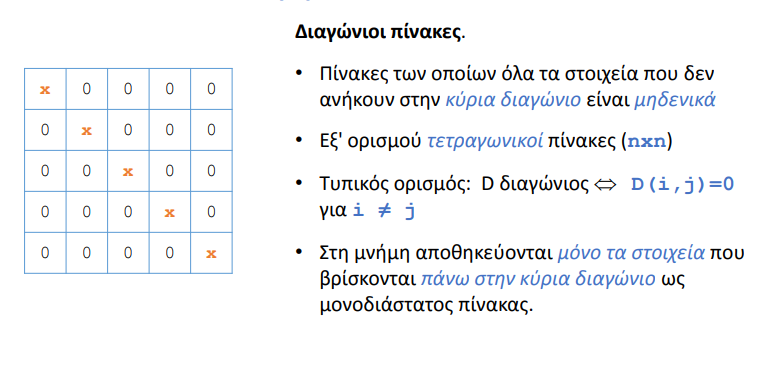 Διαγώνιοι πίνακες.
• Πίνακες των οποίων όλα τα στοιχεία που δεν
ανήκουν στην κύρια διαγώνιο είναι μηδενικά
• Εξ' ορισμού τετραγωνικοί πίνακες (nxn)
• Τυπικός ορισμός: D διαγώνιος ⇔ D(i,j)=0
για i ≠ j
• Στη μνήμη αποθηκεύονται μόνο τα στοιχεία που
βρίσκονται πάνω στην κύρια διαγώνιο ως
μονοδιάστατος πίνακας.
x 0 0 0 0
0 x 0 0 0
0 0 x 0 0
0 0 0 x 0
0 0 0 0 x